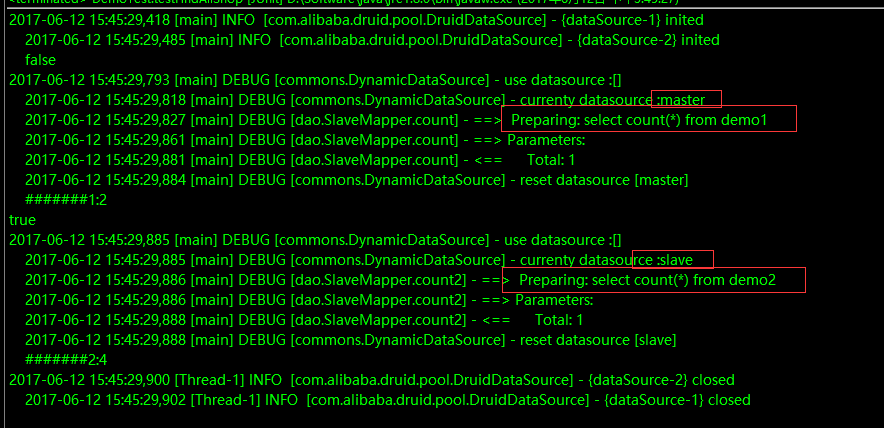 2017-06-12 15:45:29,418 [main] INFO  [com.alibaba.druid.pool.DruidDataSource] - {dataSource-1} inited
2017-06-12 15:45:29,485 [main] INFO  [com.alibaba.druid.pool.DruidDataSource] - {dataSource-2} inited
false
2017-06-12 15:45:29,793 [main] DEBUG [commons.DynamicDataSource] - use datasource :[]
2017-06-12 15:45:29,818 [main] DEBUG [commons.DynamicDataSource] - currenty datasource :master
2017-06-12 15:45:29,827 [main] DEBUG [dao.SlaveMapper.count] - ==>  Preparing: select count(*) from demo1
2017-06-12 15:45:29,861 [main] DEBUG [dao.SlaveMapper.count] - ==> Parameters:
2017-06-12 15:45:29,881 [main] DEBUG [dao.SlaveMapper.count] - <==      Total: 1
2017-06-12 15:45:29,884 [main] DEBUG [commons.DynamicDataSource] - reset datasource [master]
#######1:2
true
2017-06-12 15:45:29,885 [main] DEBUG [commons.DynamicDataSource] - use datasource :[]
2017-06-12 15:45:29,885 [main] DEBUG [commons.DynamicDataSource] - currenty datasource :slave
2017-06-12 15:45:29,886 [main] DEBUG [dao.SlaveMapper.count2] - ==>  Preparing: select count(*) from demo2
2017-06-12 15:45:29,886 [main] DEBUG [dao.SlaveMapper.count2] - ==> Parameters:
2017-06-12 15:45:29,888 [main] DEBUG [dao.SlaveMapper.count2] - <==      Total: 1
2017-06-12 15:45:29,888 [main] DEBUG [commons.DynamicDataSource] - reset datasource [slave]
#######2:4
2017-06-12 15:45:29,900 [Thread-1] INFO  [com.alibaba.druid.pool.DruidDataSource] - {dataSource-2} closed
2017-06-12 15:45:29,902 [Thread-1] INFO  [com.alibaba.druid.pool.DruidDataSource] - {dataSource-1} closed